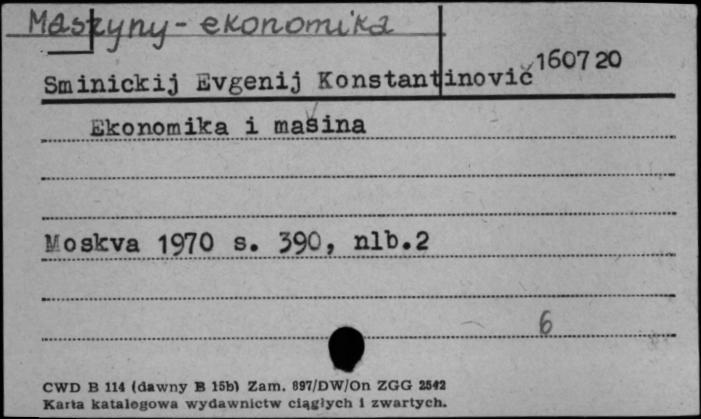 Maszyny - ekonomika
160720
Sminickij Evgenij Konstantinovič
Ekonomika i mašina
Moskva 1970 s. 390, nlb.2
6
CWD B 114 (dawny B 15b) Zam. 897/DW/On ZGG 2542
Karta katalogowa wydawnictw ciągłych i zwartych.